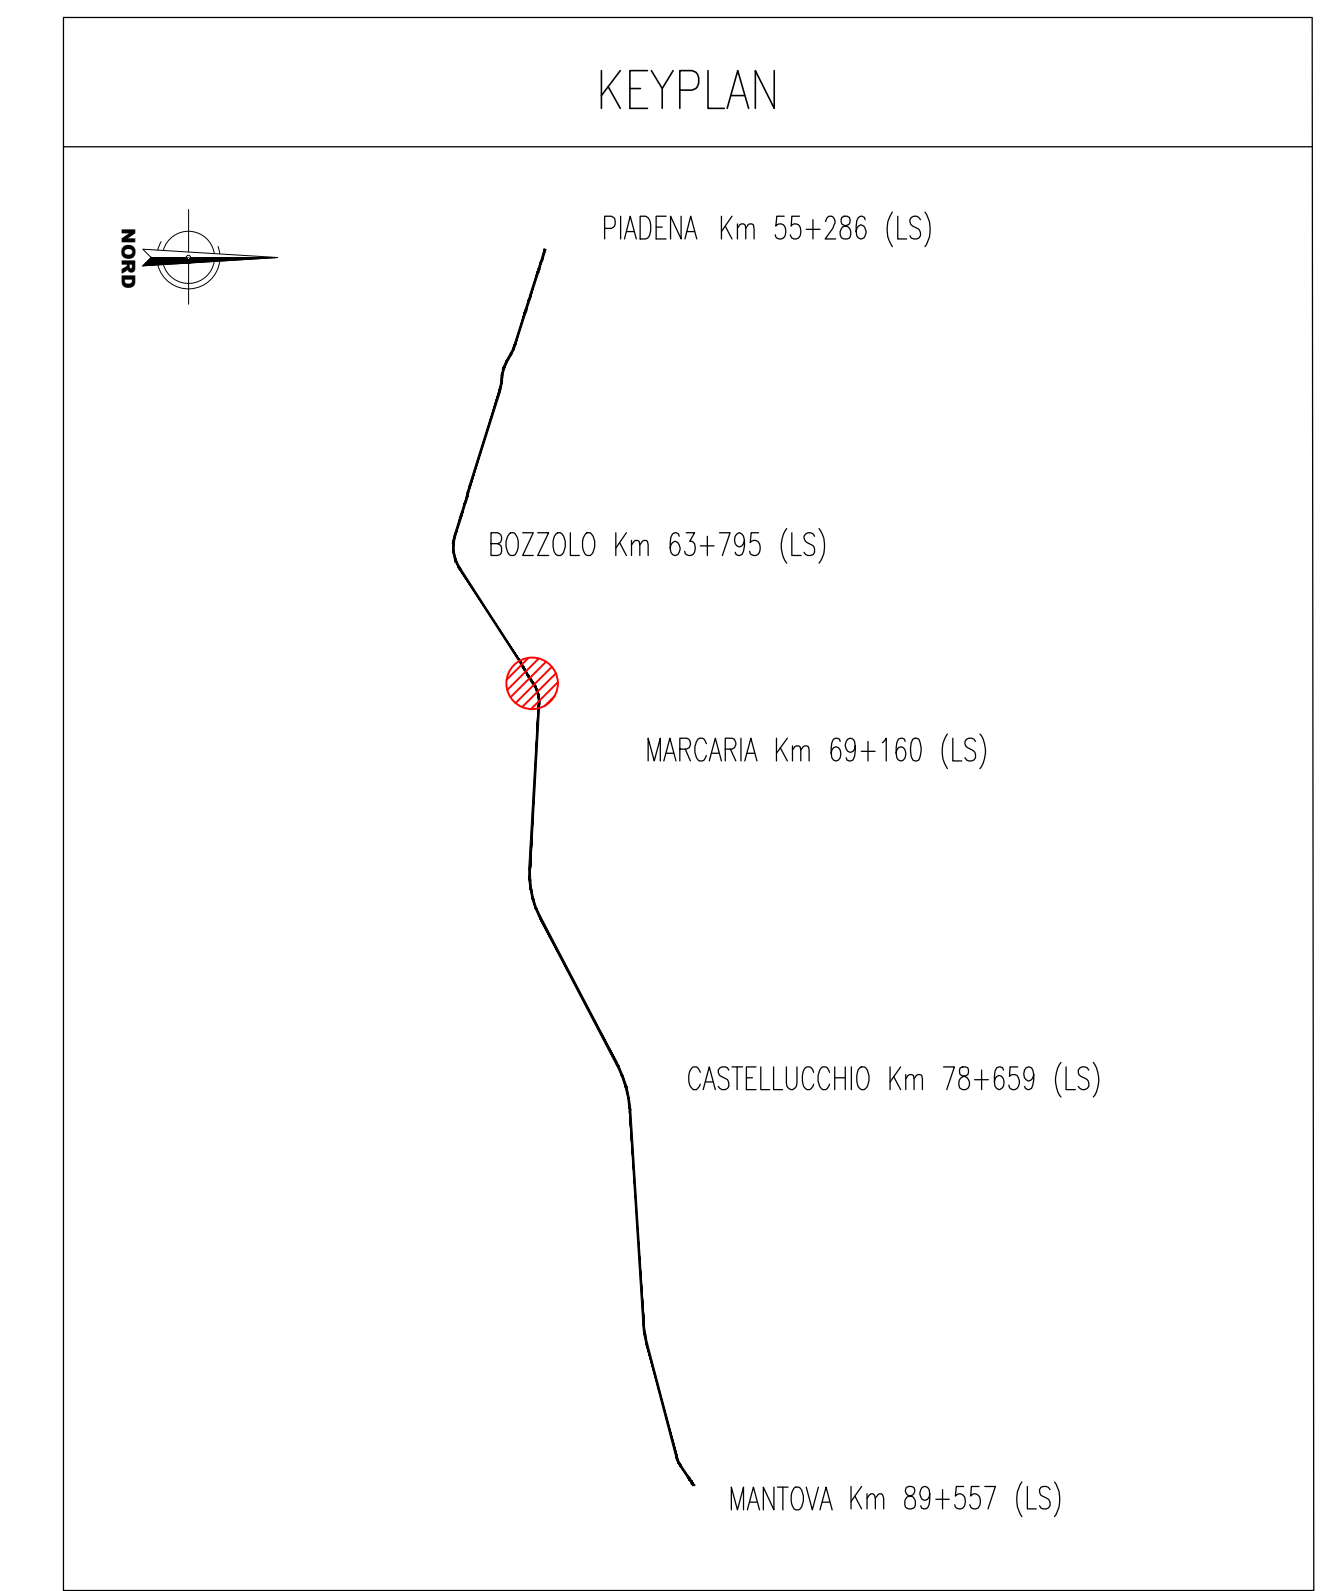 KEYPLAN
NORD
PIADENA Km 55+286 (LS)
BOZZOLO Km 63+795 (LS)
MARCARIA Km 69+160 (LS)
CASTELLUCCHIO Km 78+659 (LS)
MANTOVA Km 89+557 (LS)